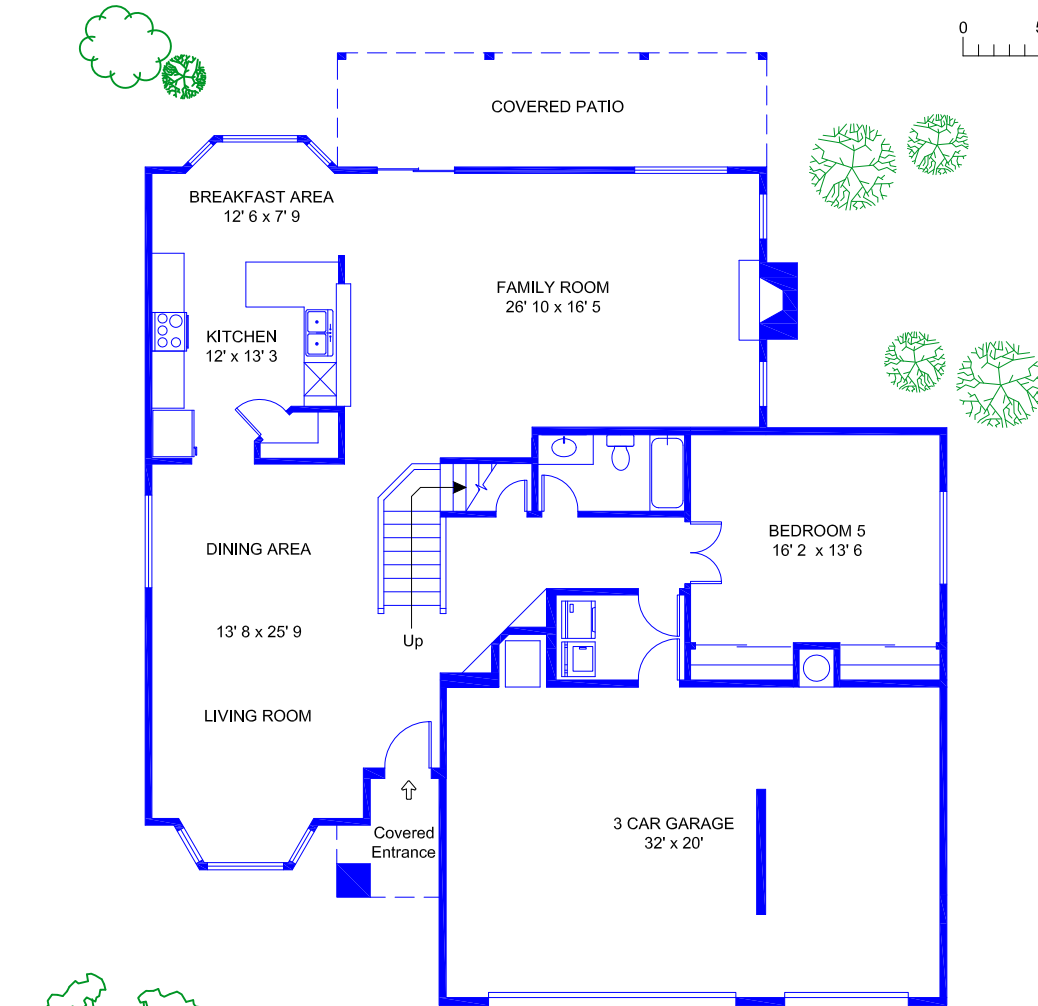 0 5
COVERED PATIO
BREAKFAST AREA
12' 6 x 7' 9
FAMILY ROOM
26' 10 x 16' 5
KITCHEN
12' x 13' 3
BEDROOM 5
16' 2 x 13' 6
DINING AREA
13' 8 x 25' 9
Up
LIVING ROOM
3 CAR GARAGE
32' x 20'
Covered
Entrance